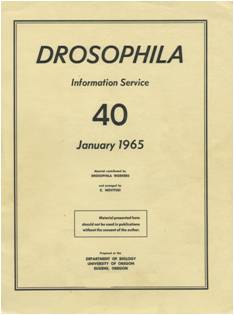 DROSOPHILA
Information Service
40
January 1965
Material contributed by
DROSOPHILA WORKERS
and arranged by
E. NOVITSKI
Material presented here
should not be used in publications
without the consent of the author.
Prepared at the
DEPARTMENT OF BIOLOGY
UNIVERSITY OF OREGON
EUGENE, OREGON